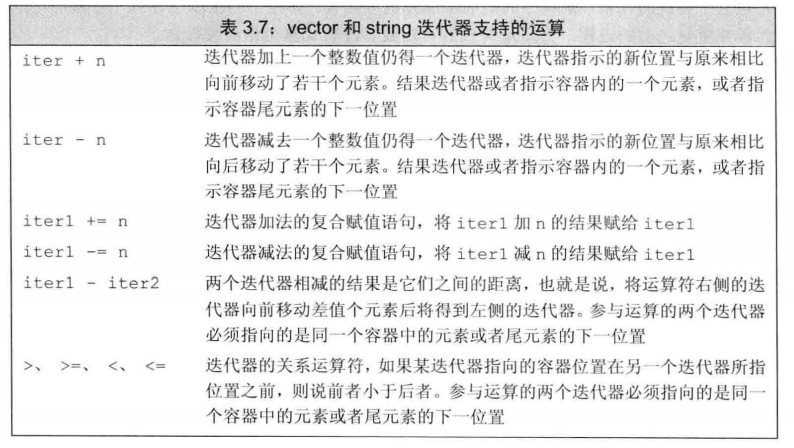 表 3.7：vector 和 string 迭代器支持的运算
iter + n 迭代器加上一个整数值仍得一个迭代器，迭代器指示的新位置与原来相比
向前移动了若干个元素。结果迭代器或者指示容器内的一个元素，或者指
示容器尾元素的下一位置
iter - n 迭代器减去一个整数值仍得一个迭代器，迭代器指示的新位置与原来相比
向后移动了若干个元素。结果迭代器或者指示容器内的一个元素，或者指
示容器尾元素的下一位置
iter1 += n 迭代器加法的复合赋值语句，将 iter1 加 n 的结果赋给 iter1
iter1 -= n 迭代器减法的复合赋值语句，将 iter1 减 n 的结果赋给 iter1
iter1 - iter2 两个迭代器相减的结果是它们之间的距离，也就是说，将运算符右侧的迭
代器向前移动差值个元素后将得到左侧的迭代器。参与运算的两个迭代器
必须指向的是同一个容器中的元素或者尾元素的下一位置
>、 >=、 <、 <= 迭代器的关系运算符，如果某迭代器指向的容器位置在另一个迭代器所指
位置之前，则说前者小于后者。参与运算的两个迭代器必须指向的是同一
个容器中的元素或者尾元素的下一位置